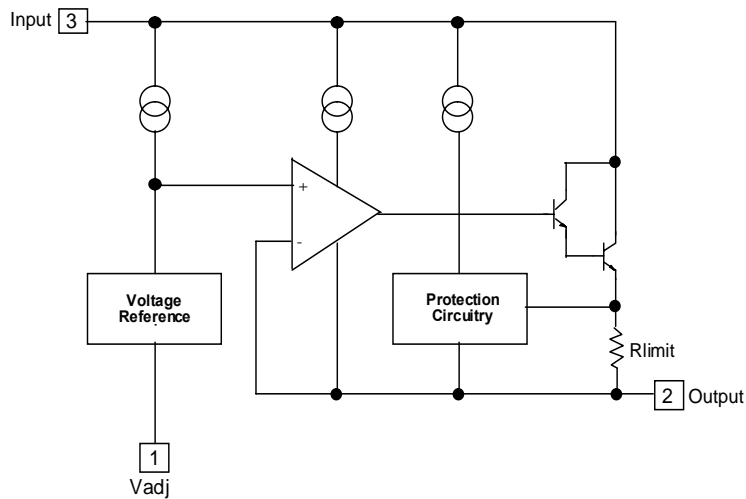 Input 3
+
-
Voltage
Reference
Protection
Circuitry
Rlimit
2 Output
1
Vadj